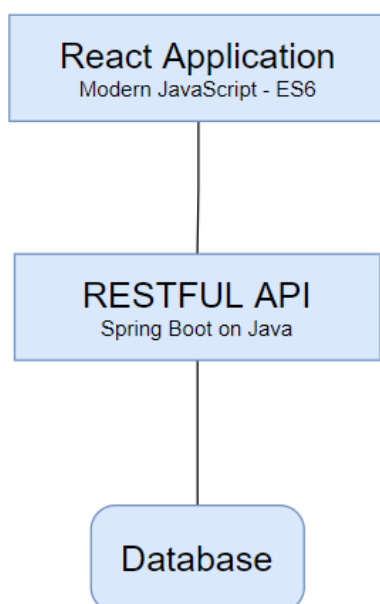 React Application
Modern JavaScript - ES6
RESTFUL API
Spring Boot on Java
Database